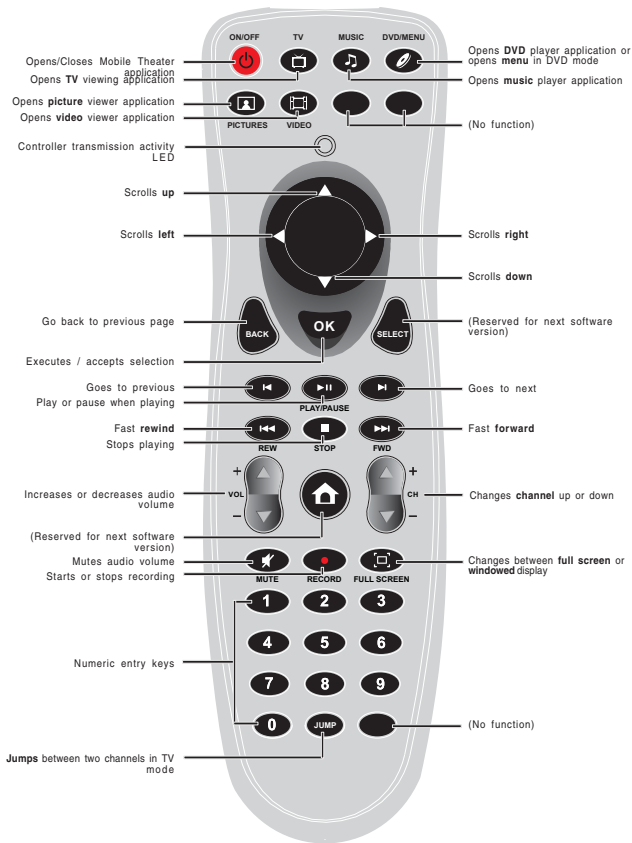 ON/OFF TV MUSIC DVD/MENU
Opens/Closes Mobile Theater
application
Opens TV viewing application
Opens DVD player application or
opens menu in DVD mode
Opens music player application
Opens picture viewer application
Opens video viewer application
PICTURES VIDEO
(No function)
Controller transmission activity
LED
Scrolls up
Scrolls left
Scrolls right
Scrolls down
Go back to previous page
BACK
OK
SELECT
(Reserved for next software
version)
Executes / accepts selection
Goes to previous
Goes to next
Play or pause when playing
PLAY/PAUSE
Fast rewind
Fast forward
REW STOP FWD
Stops playing
+ +
Increases or decreases audio
volume
VOL
CH
Changes channel up or down
– –
(Reserved for next software
version)
Mutes audio volume
Starts or stops recording
Changes between full screen or
windowed display
MUTE RECORD FULL SCREEN
1 2 3
4 5 6
Numeric entry keys
7 8 9
0 JUMP
(No function)
Jumps between two channels in TV
mode